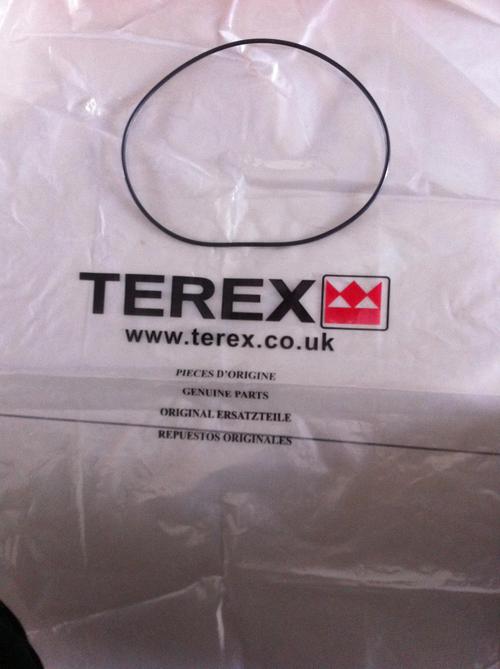 TEREX
www.terex.co.uk
PIECES D'ORIGINE
GENUINE PARTS
ORIGINAL ERSATZTEILE
REPUESTOS ORIGINALES